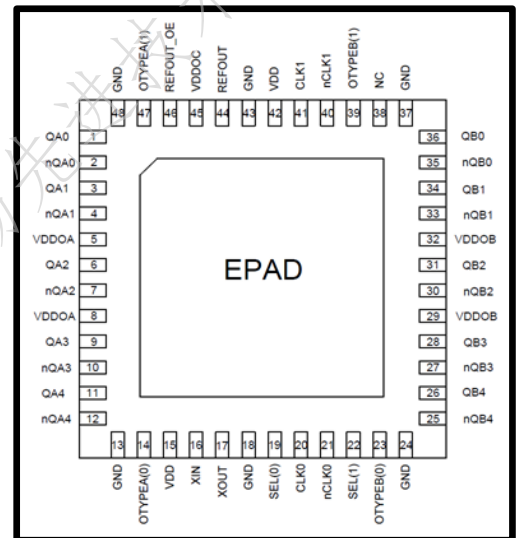 GND OTYPEA(1) REFOUT_OE VDDOC REFOUT GND VDD CLK1 nCLK1 OTYPEB(1) NC GND
48 47 46 45 44 43 42 41 40 39 38 37
QA0 1 36 QB0
nQA0 2 35 nQB0
QA1 3 34 QB1
nQA1 4 33 nQB1
VDDOA 5 32 VDDOB
QA2 6 31 QB2
EPAD
nQA2 7 30 nQB2
VDDOA 8 29 VDDOB
QA3 9 28 QB3
nQA3 10 27 nQB3
QA4 11 26 QB4
nQA4 12 25 nQB4
13 14 15 16 17 18 19 20 21 22 23 24
GND OTYPEA(0) VDD XIN XOUT GND SEL(0) CLK0 nCLK0 SEL(1) OTYPEB(0) GND